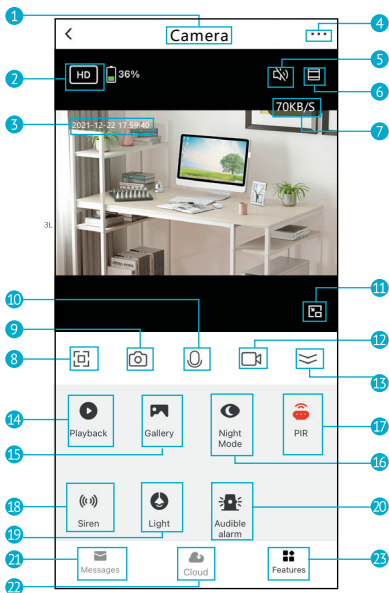 1
Camera
4
2
HD
36%
5
6
70KB/S
7
3
2021-12-22 17:59:40
3L
11
10
9
12
8
13
14
Playback
Gallery
Night
Mode
PIR
17
15
16
18
Siren
Light
Audible
alarm
20
19
21
Messages
Cloud
Features
23
22